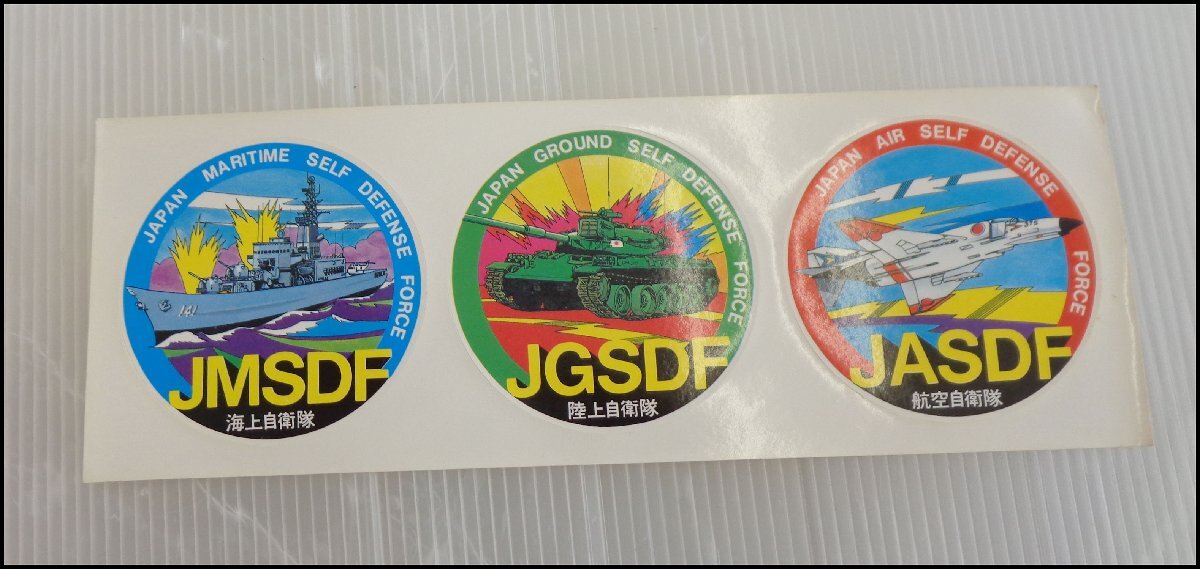 JAPAN MARITIME SELF DEFENSE FORCE
141
JMSDF
海上自衛隊
JAPAN GROUND SELF DEFENSE FORCE
JGSDF
陸上自衛隊
JAPAN AIR SELF DEFENSE FORCE
JASDF
航空自衛隊